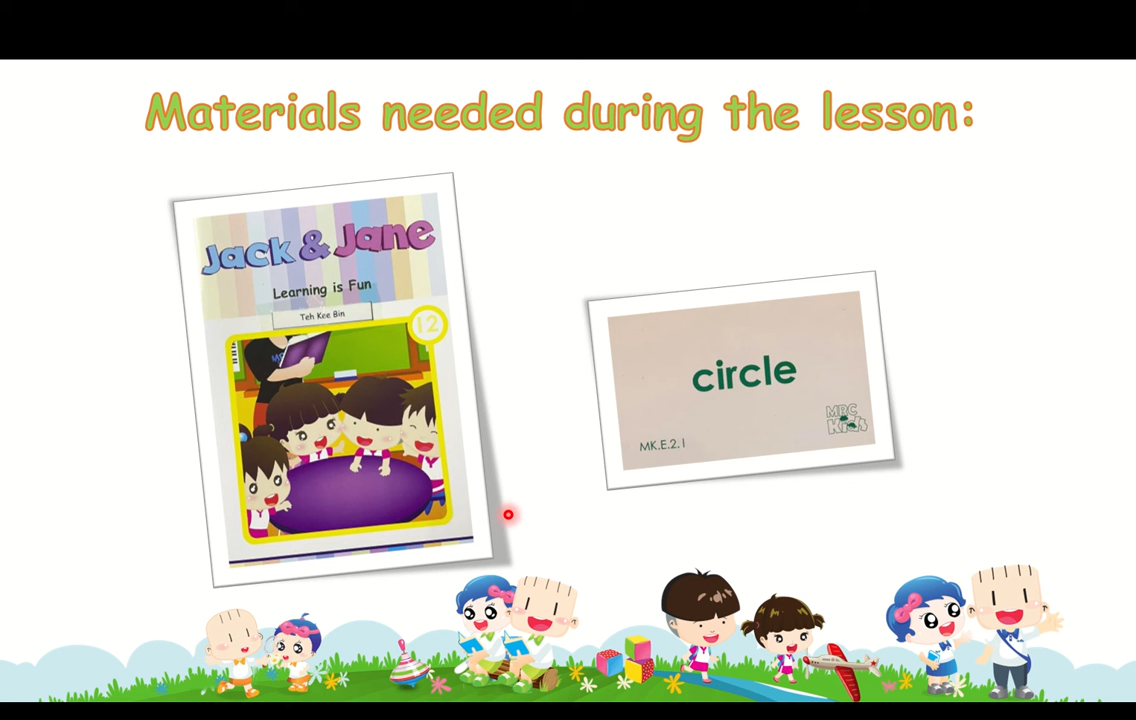 Materials needed during the lesson:
Jack & Jane
Learning is Fun
Teh Kee Bin
12
circle
MRC
Kids
MK.E.2.1